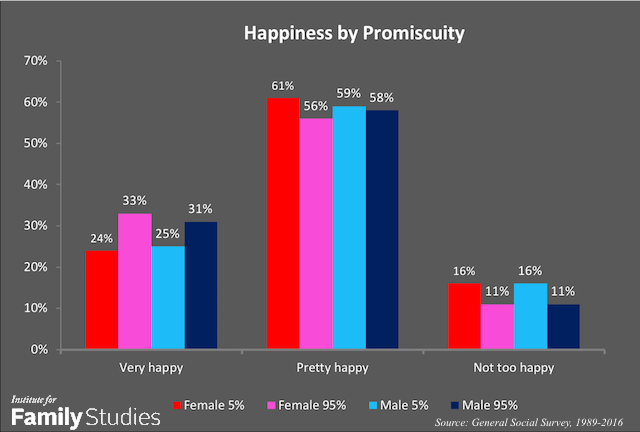 Happiness by Promiscuity
70%
60%
50%
40%
30%
20%
10%
0%
24%
33%
25%
31%
61%
56%
59%
58%
16%
11%
16%
11%
Very happy
Pretty happy
Not too happy
Female 5%
Female 95%
Male 5%
Male 95%
Institute for
Family Studies
Source: General Social Survey, 1989-2016